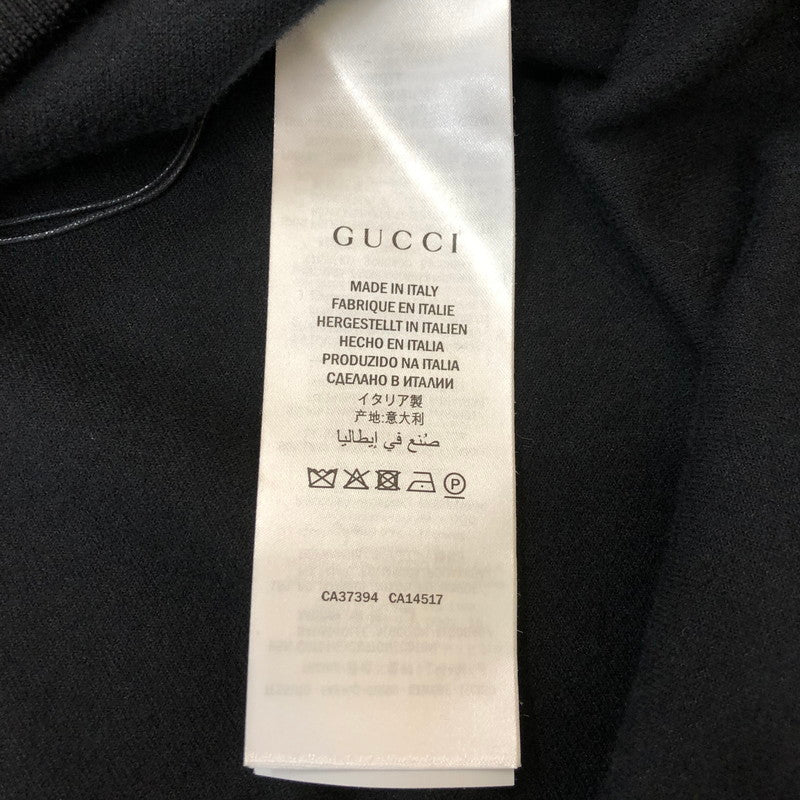 GUCCI
MADE IN ITALY
FABRIQUE EN ITALIE
HERGESTELLT IN ITALIEN
HECHO EN ITALIA
PRODUZIDO NA ITALIA
СДЕЛАНО В ИТАЛИИ
イタリア製
产地:意大利
صُنع في إيطاليا
P
CA37394 CA14517